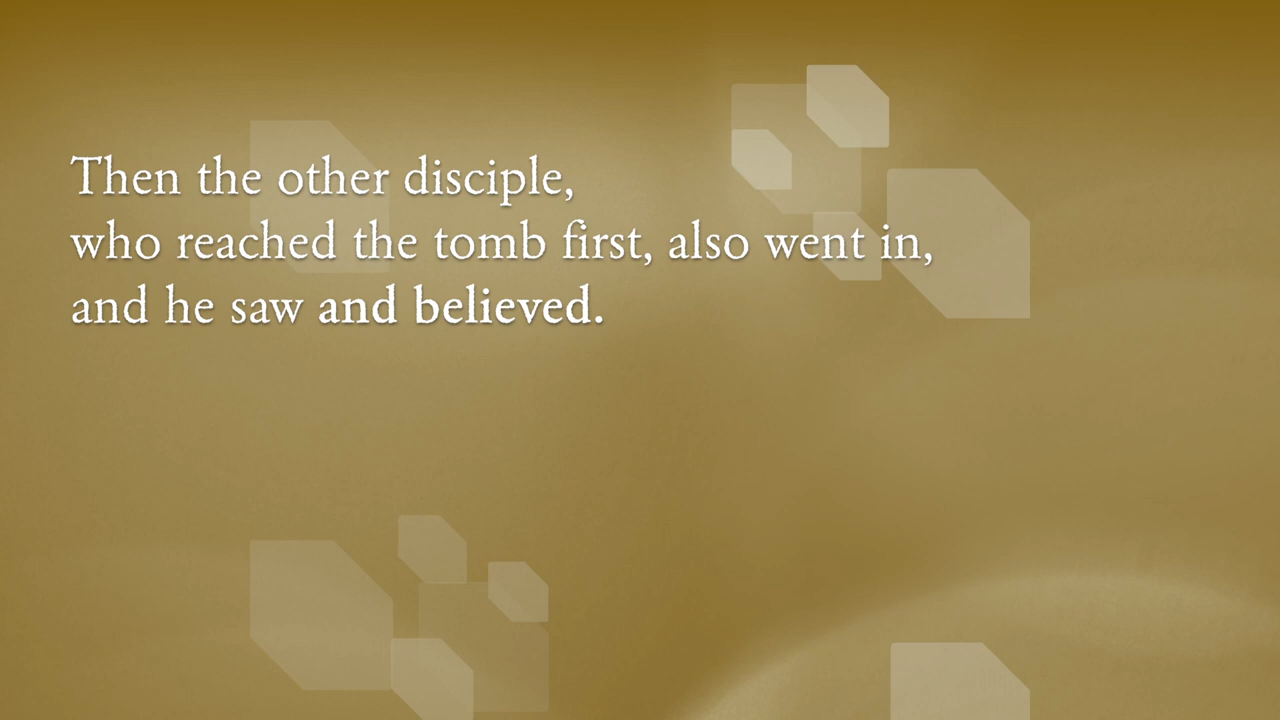 Then the other disciple,
who reached the tomb first, also went in,
and he saw and believed.